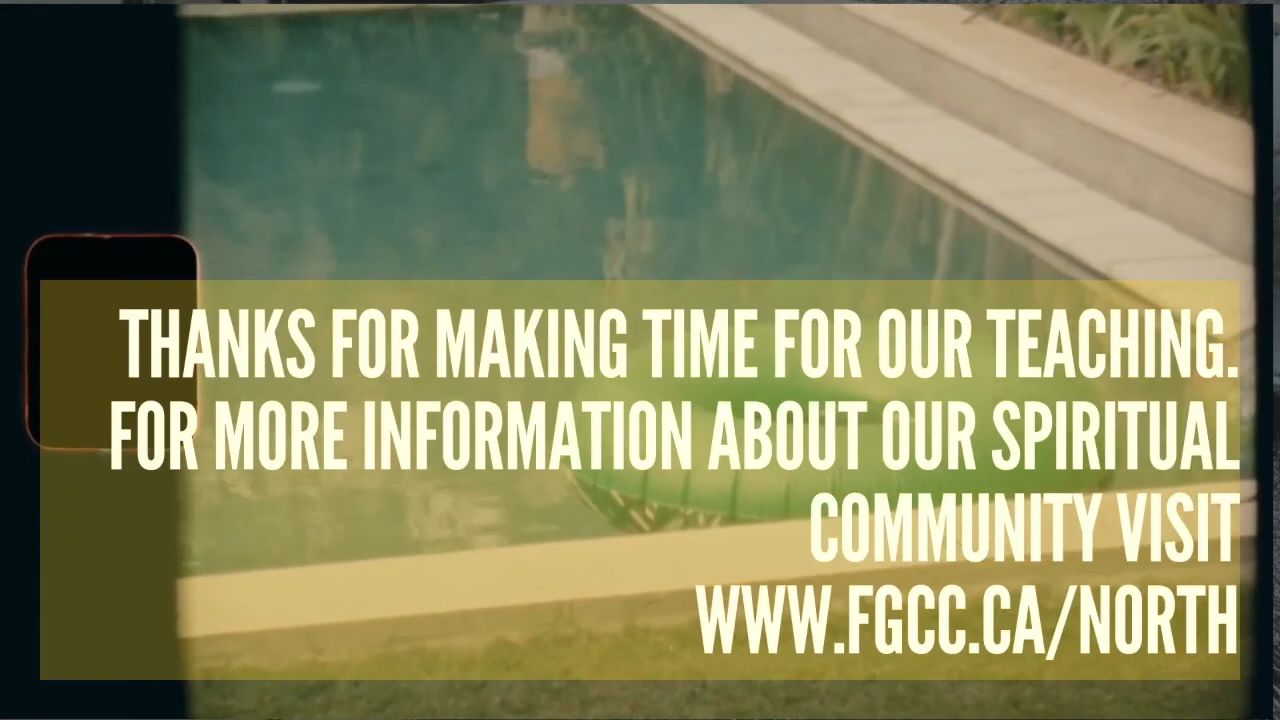 THANKS FOR MAKING TIME FOR OUR TEACHING.
FOR MORE INFORMATION ABOUT OUR SPIRITUAL
COMMUNITY VISIT
WWW.FGCC.CA/NORTH